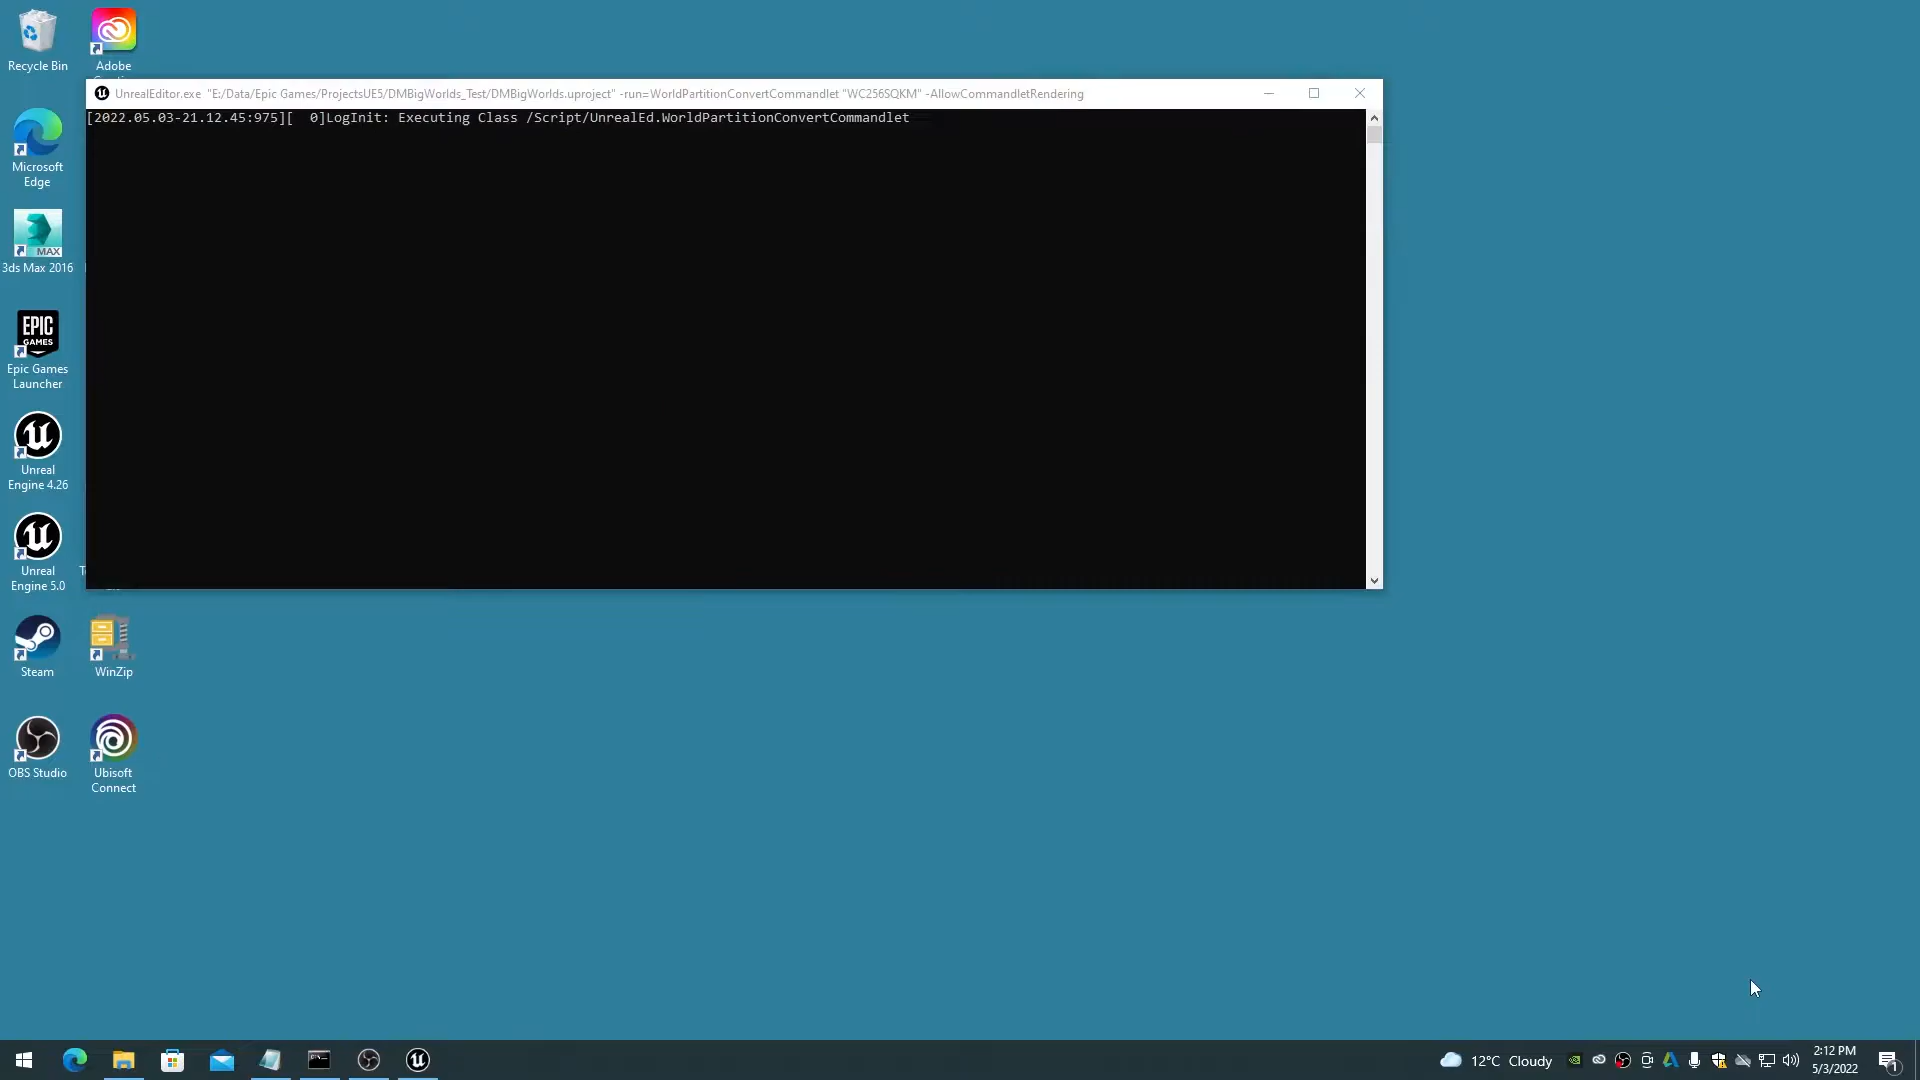 Recycle Bin
Adobe
UnrealEditor.exe "E:/Data/Epic Games/ProjectsUE5/DMBigWorlds_Test/DMBigWorlds.uproject" -run=WorldPartitionConvertCommandlet "WC256SQKM" -AllowCommandletRendering
[2022.05.03-21.12.45:975][  0]LogInit: Executing Class /Script/UnrealEd.WorldPartitionConvertCommandlet
Microsoft
Edge
MAX
3ds Max 2016
EPIC
GAMES
Epic Games
Launcher
Unreal
Engine 4.26
Unreal
Engine 5.0
Steam
WinZip
OBS Studio
Ubisoft
Connect
12°C Cloudy
2:12 PM
5/3/2022
1